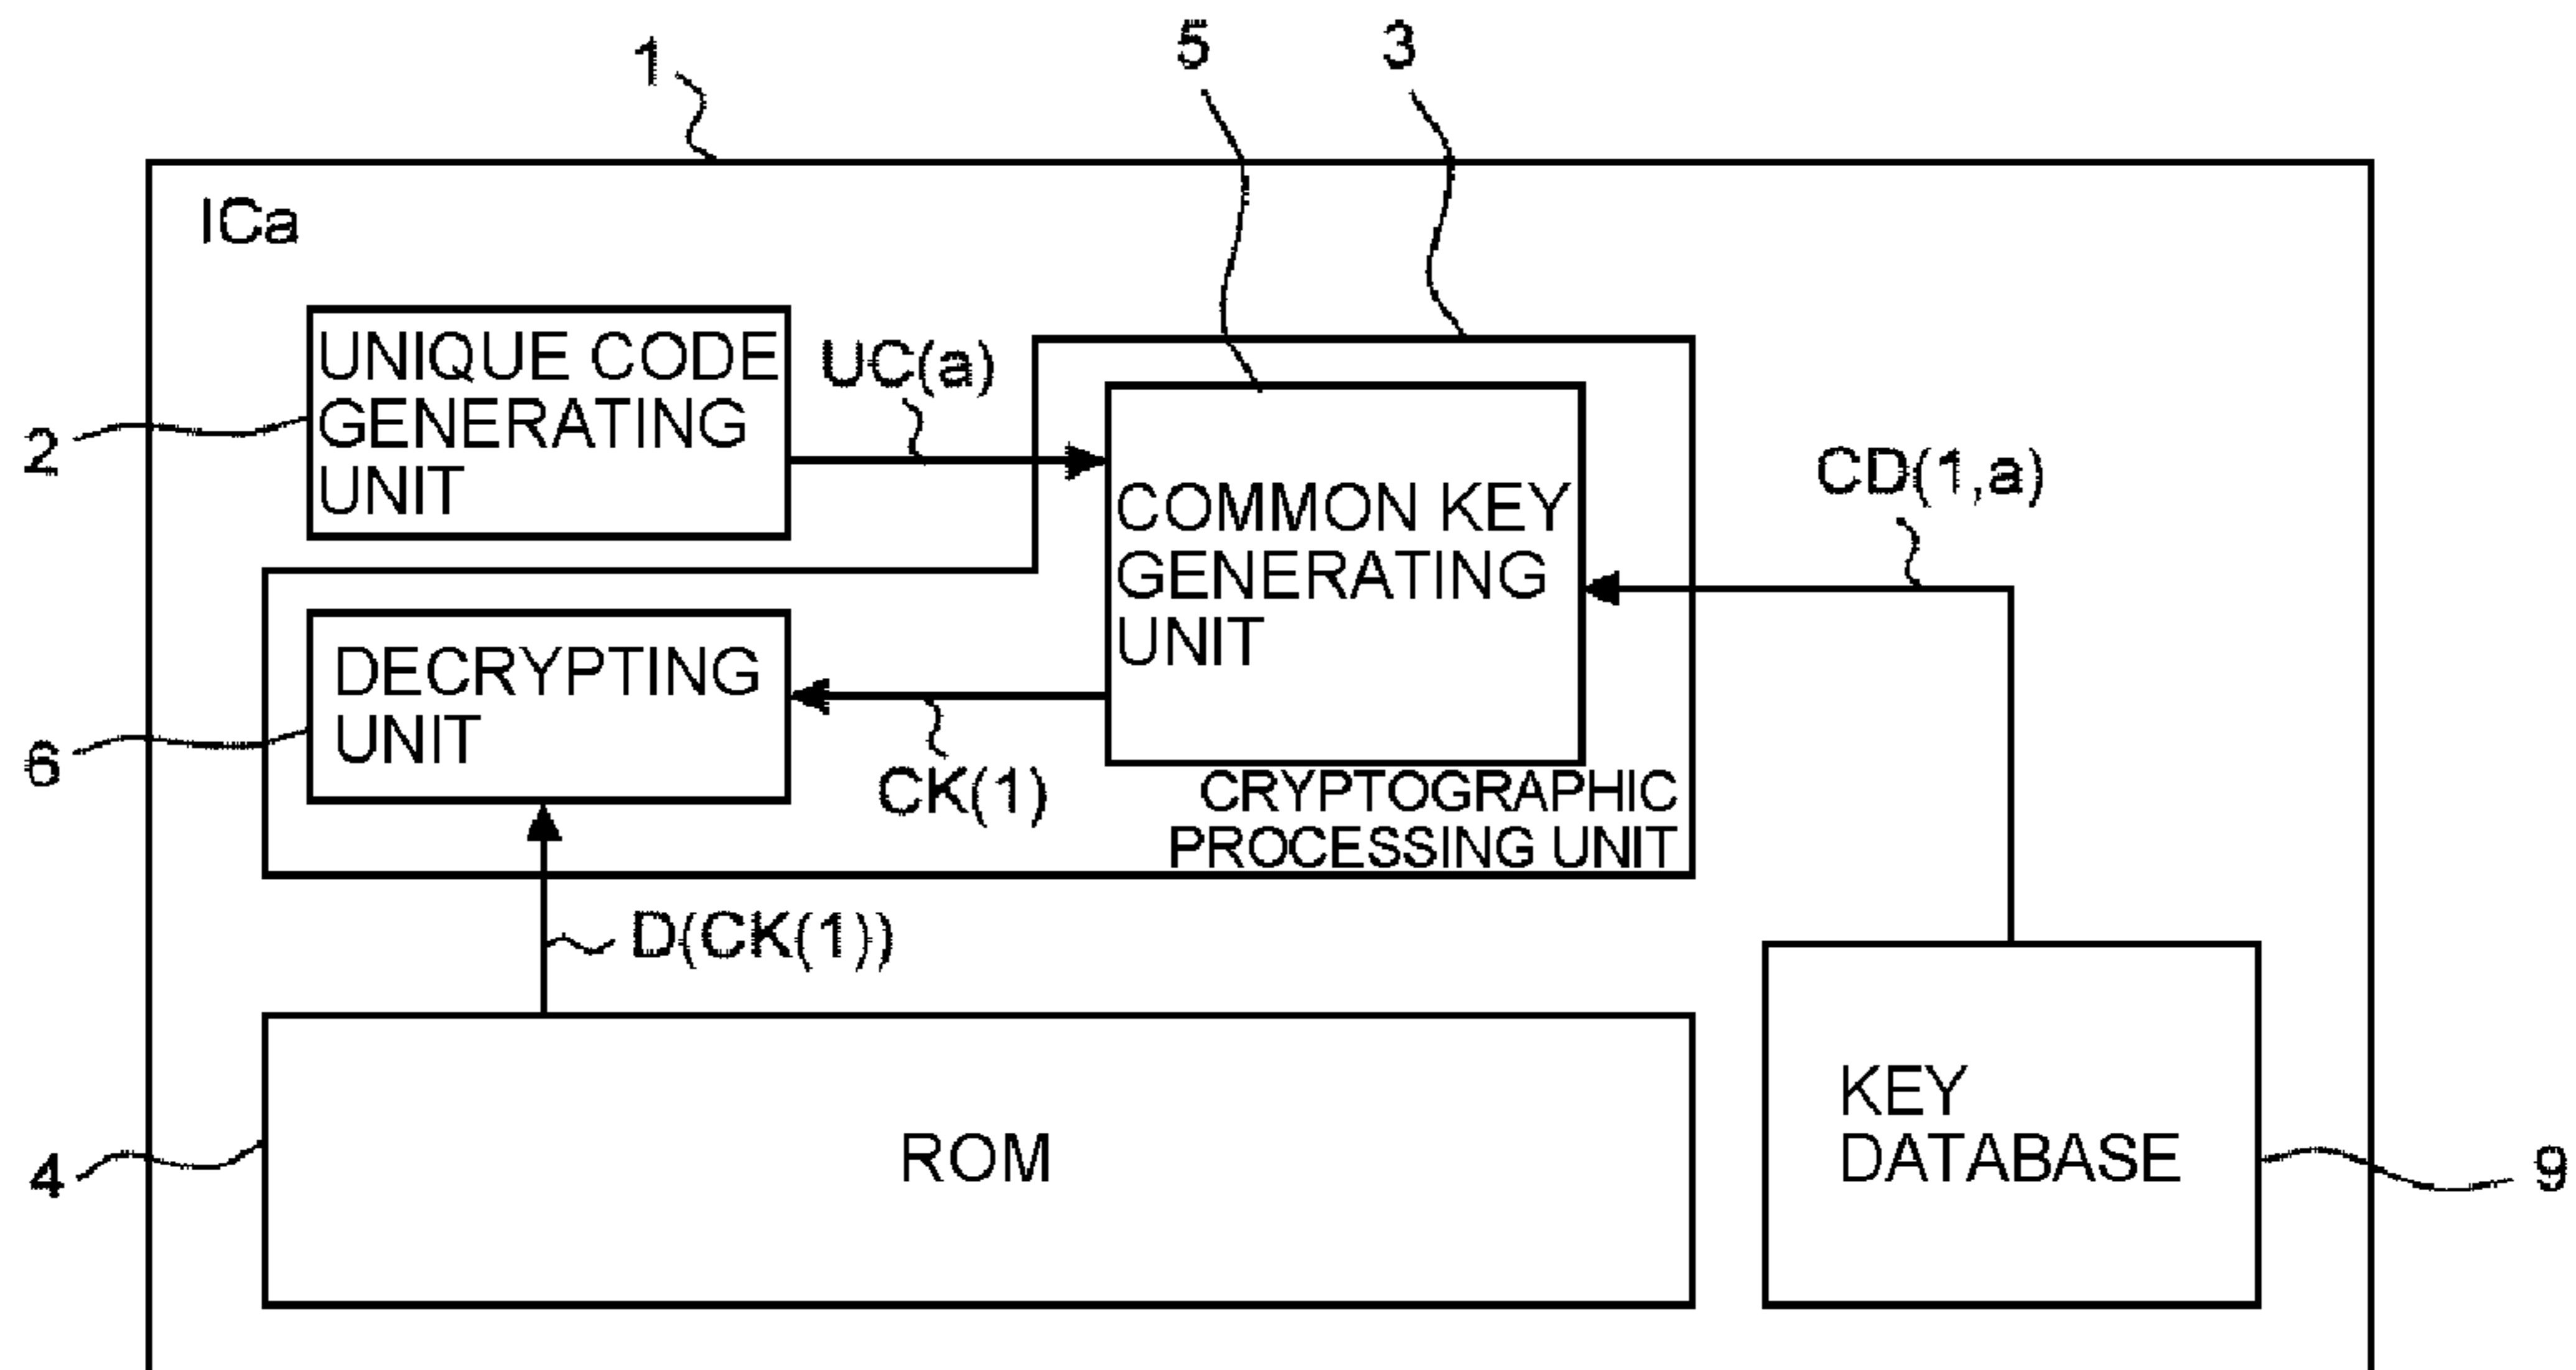 5
3
1
ICa
UNIQUE CODE
GENERATING
UNIT
UC(a)
2
COMMON KEY
GENERATING
UNIT
CD(1,a)
DECRYPTING
UNIT
6
CK(1)
CRYPTOGRAPHIC
PROCESSING UNIT
D(CK(1))
KEY
DATABASE
ROM
4
9